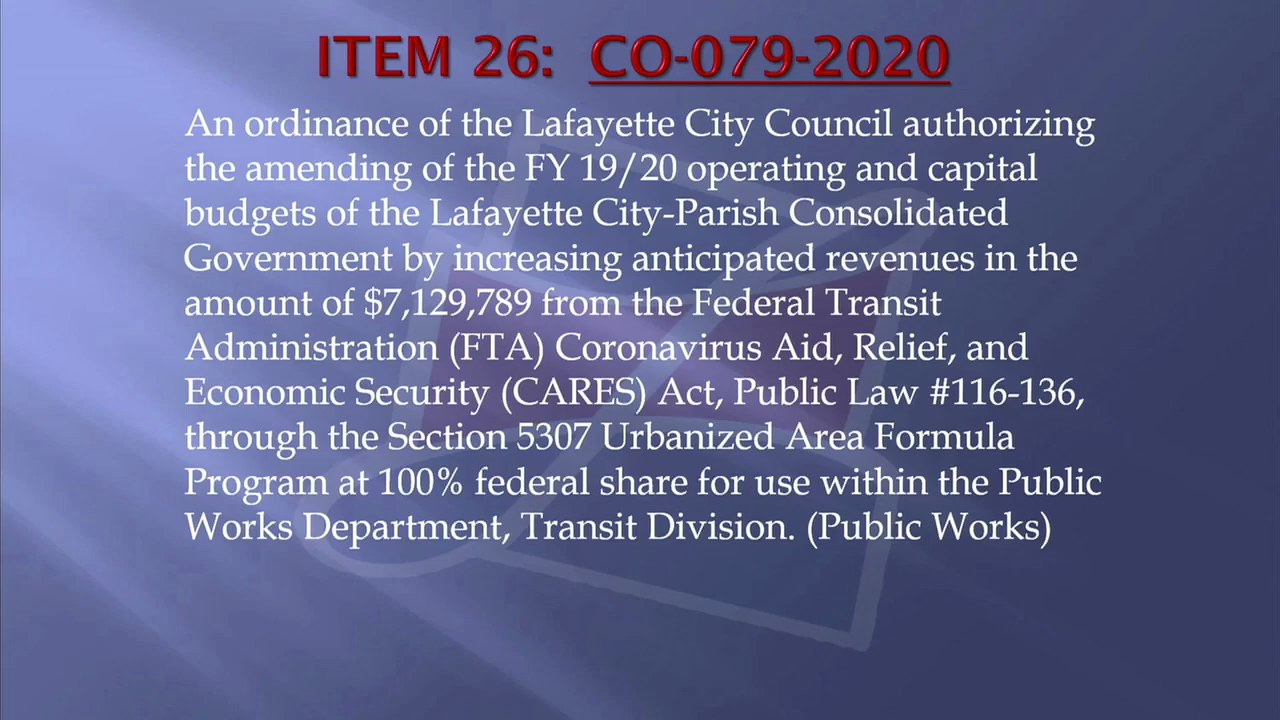 ITEM 26: CO-079-2020
An ordinance of the Lafayette City Council authorizing
the amending of the FY 19/20 operating and capital
budgets of the Lafayette City-Parish Consolidated
Government by increasing anticipated revenues in the
amount of $7,129,789 from the Federal Transit
Administration (FTA) Coronavirus Aid, Relief, and
Economic Security (CARES) Act, Public Law #116-136,
through the Section 5307 Urbanized Area Formula
Program at 100% federal share for use within the Public
Works Department, Transit Division. (Public Works)